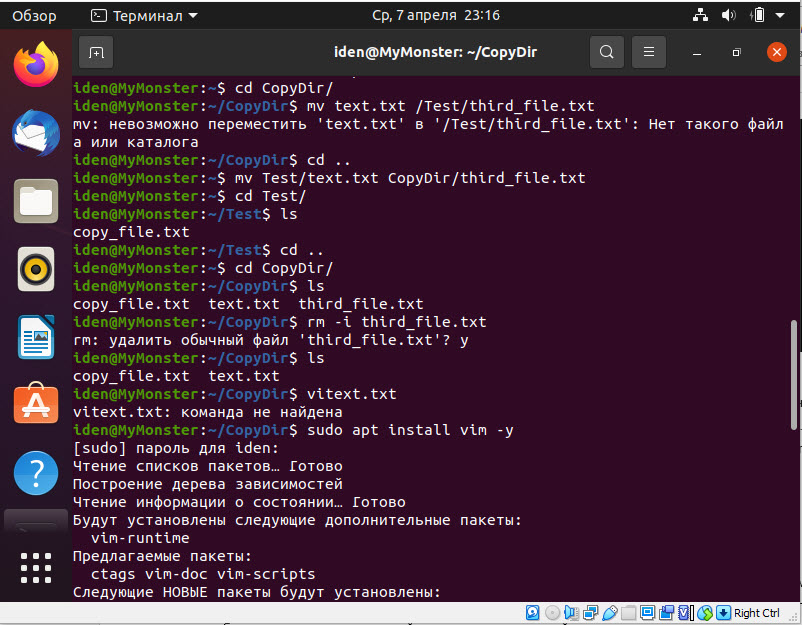 Обзор Терминал Ср, 7 апреля 23:16
iden@MyMonster: ~/CopyDir
iden@MyMonster:~$ cd CopyDir/
iden@MyMonster:~/CopyDir$ mv text.txt /Test/third_file.txt
mv: невозможно переместить 'text.txt' в '/Test/third_file.txt': Нет такого файл
а или каталога
iden@MyMonster:~/CopyDir$ cd ..
iden@MyMonster:~$ mv Test/text.txt CopyDir/third_file.txt
iden@MyMonster:~$ cd Test/
iden@MyMonster:~/Test$ ls
copy_file.txt
iden@MyMonster:~/Test$ cd ..
iden@MyMonster:~$ cd CopyDir/
iden@MyMonster:~/CopyDir$ ls
copy_file.txt  text.txt  third_file.txt
iden@MyMonster:~/CopyDir$ rm -i third_file.txt
rm: удалить обычный файл 'third_file.txt'? y
iden@MyMonster:~/CopyDir$ ls
copy_file.txt  text.txt
iden@MyMonster:~/CopyDir$ vitext.txt
vitext.txt: команда не найдена
iden@MyMonster:~/CopyDir$ sudo apt install vim -y
[sudo] пароль для iden:
Чтение списков пакетов… Готово
Построение дерева зависимостей
Чтение информации о состоянии… Готово
Будут установлены следующие дополнительные пакеты:
  vim-runtime
Предлагаемые пакеты:
  ctags vim-doc vim-scripts
Следующие НОВЫЕ пакеты будут установлены:
Right Ctrl